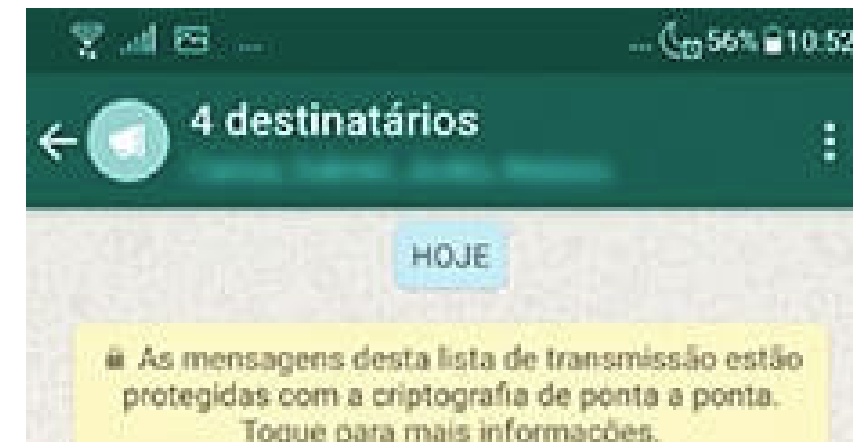 ... ... 56% 10:52
4 destinatários
HOJE
As mensagens desta lista de transmissão estão
protegidas com a criptografia de ponta a ponta.
Toque para mais informações.